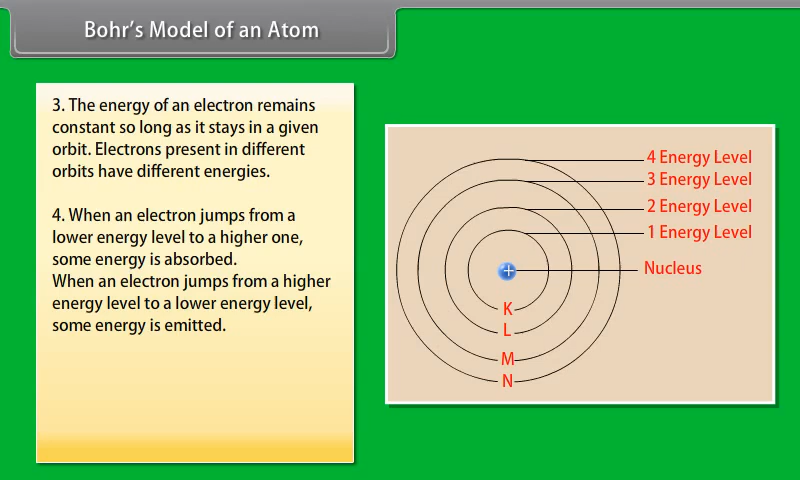 Bohr's Model of an Atom
3. The energy of an electron remains
constant so long as it stays in a given
orbit. Electrons present in different
orbits have different energies.
4. When an electron jumps from a
lower energy level to a higher one,
some energy is absorbed.
When an electron jumps from a higher
energy level to a lower energy level,
some energy is emitted.
4 Energy Level
3 Energy Level
2 Energy Level
1 Energy Level
+
Nucleus
K
L
M
N